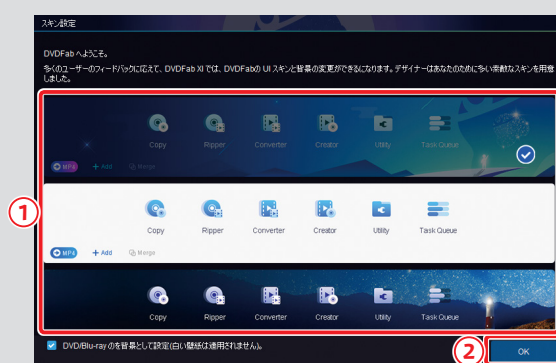 スキン設定
DVDFab へようこそ。
多くのユーザーのフィードバックに応えて、DVDFab XI では、DVDFabの UI スキンと背景の変更ができるになります。デザイナーはあなたのために多い素敵なスキンを用意
しました。
Copy Ripper Converter Creator Utility Task Queue
MP4 + Add Merge
①
Copy Ripper Converter Creator Utility Task Queue
MP4 + Add Merge
Copy Ripper Converter Creator Utility Task Queue
DVD/Blu-ray のを背景として設定(白い壁紙は適用されません)。
② OK